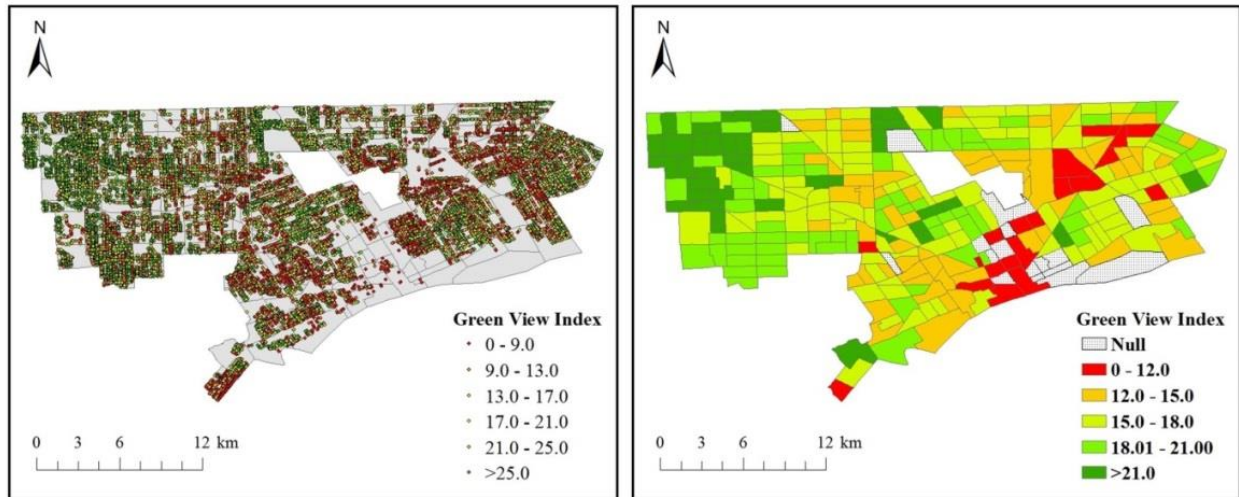 N
Green View Index
0 - 9.0
9.0 - 13.0
13.0 - 17.0
17.0 - 21.0
21.0 - 25.0
>25.0
0 3 6 12 km
N
Green View Index
Null
0 - 12.0
12.0 - 15.0
15.0 - 18.0
18.01 - 21.00
>21.0
0 3 6 12 km